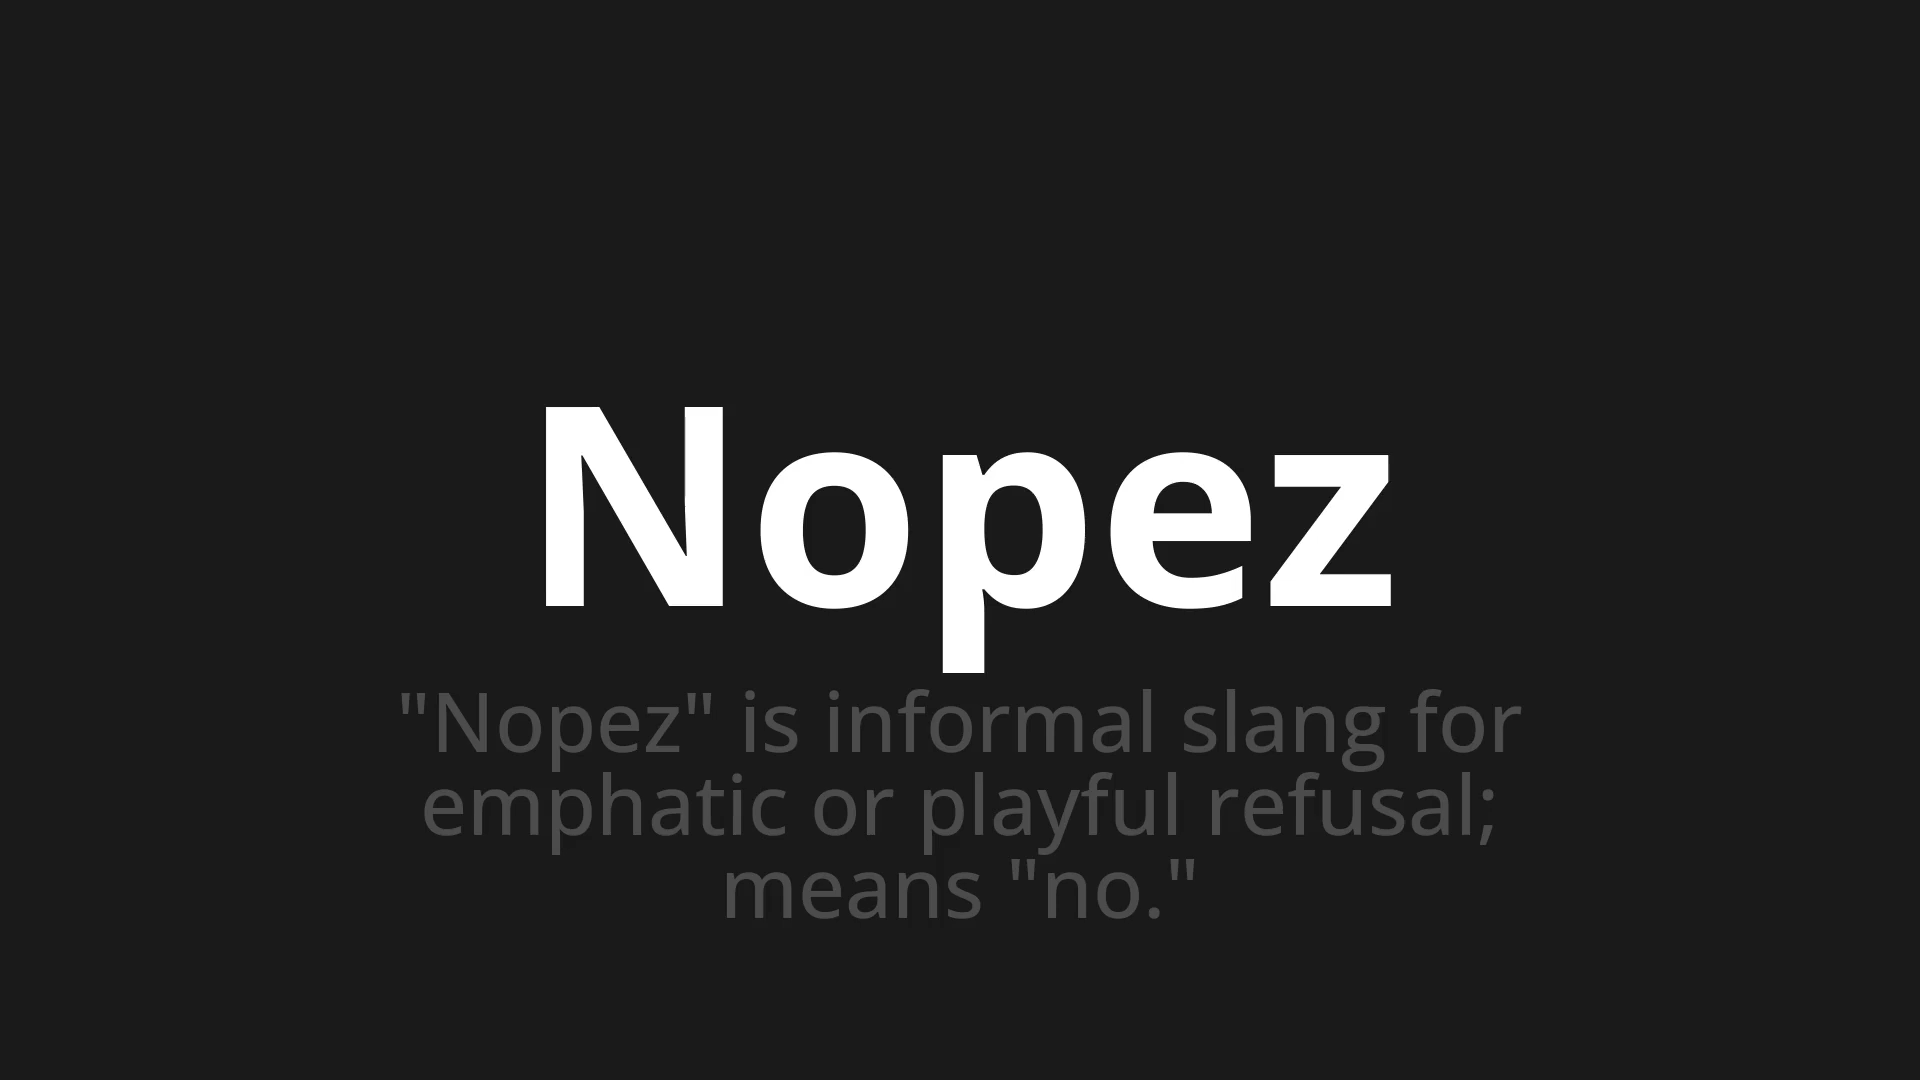 Nopez
"Nopez" is informal slang for
emphatic or playful refusal;
means "no."